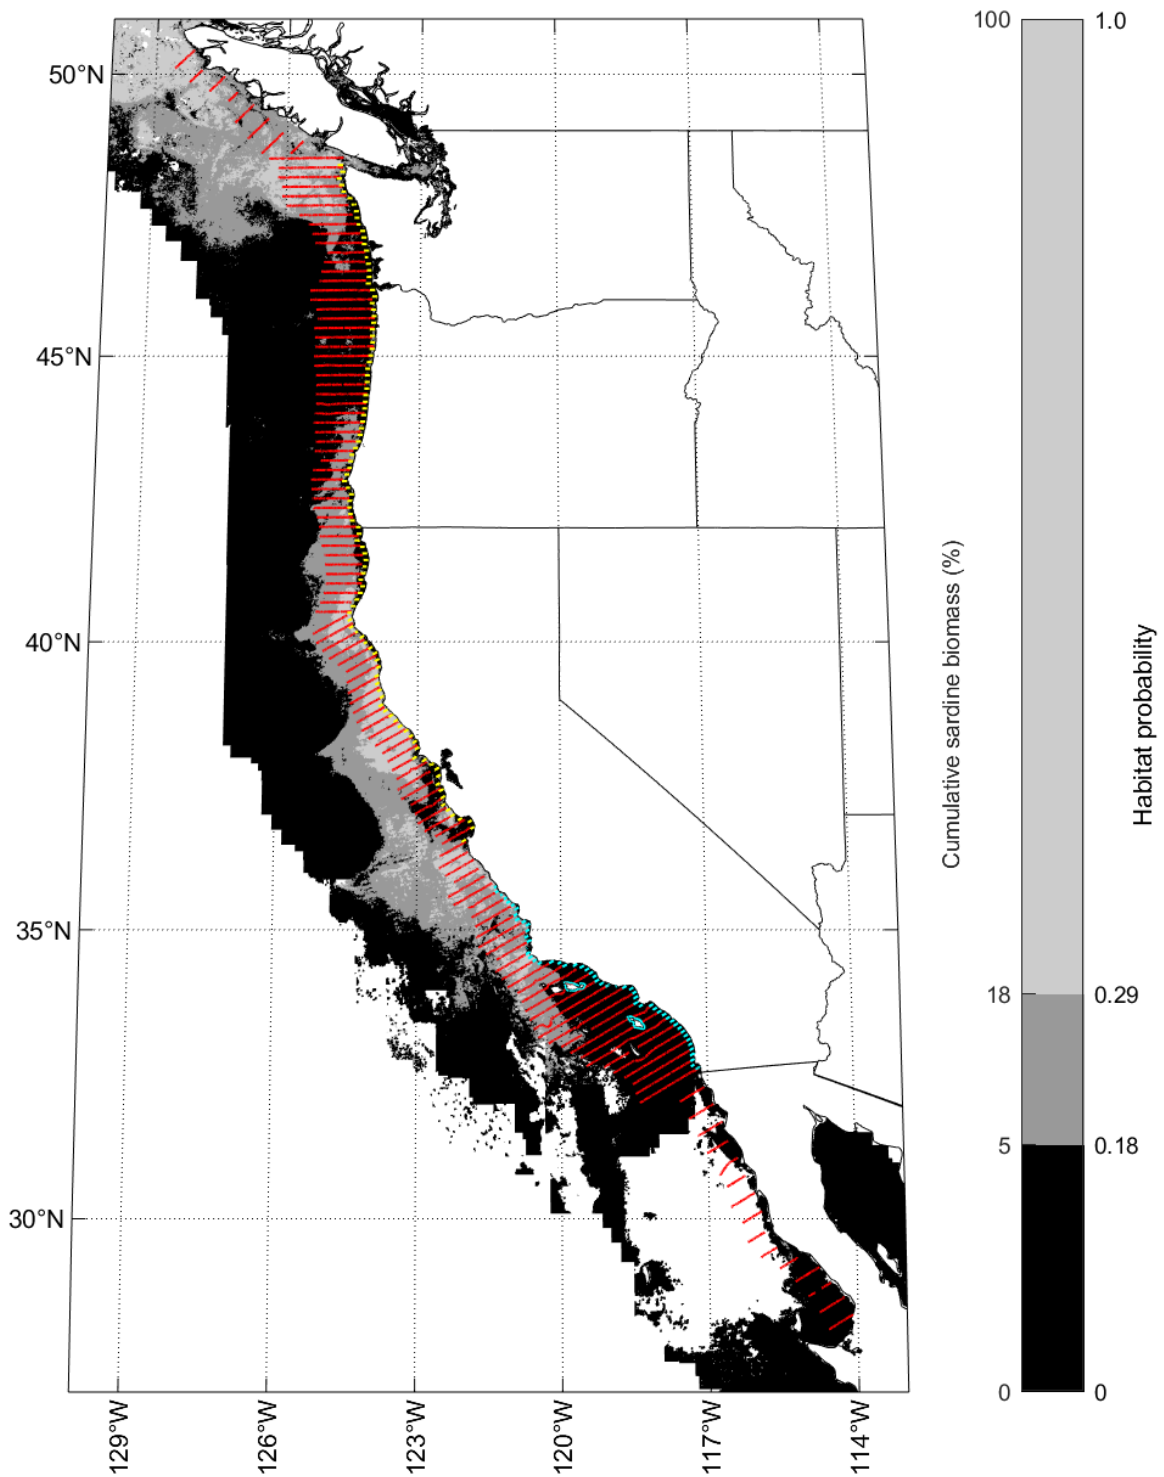 50°N
45°N
40°N
35°N
30°N
129°W
126°W
123°W
120°W
117°W
114°W
100
18
5
0
Cumulative sardine biomass (%)
1.0
0.29
0.18
0
Habitat probability